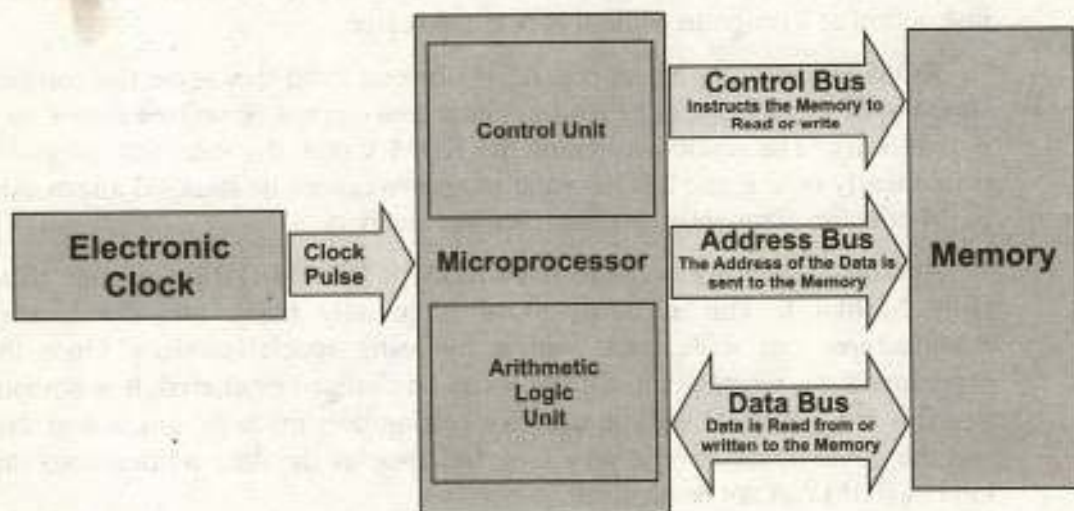 Electronic
Clock
Clock
Pulse
Control Unit
Microprocessor
Arithmetic
Logic
Unit
Control Bus
Instructs the Memory to
Read or write
Address Bus
The Address of the Data is
sent to the Memory
Data Bus
Data is Read from or
written to the Memory
Memory